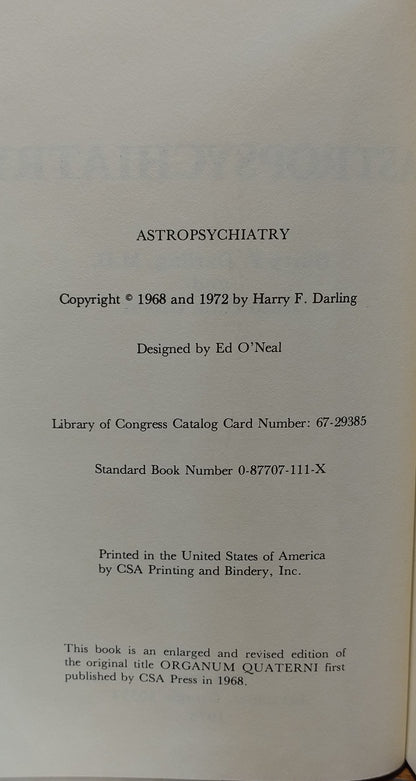 ASTROPSYCHIATRY
Copyright © 1968 and 1972 by Harry F. Darling
Designed by Ed O'Neal
Library of Congress Catalog Card Number: 67-29385
Standard Book Number 0-87707-111-X
Printed in the United States of America
by CSA Printing and Bindery, Inc.
This book is an enlarged and revised edition of
the original title ORGANUM QUATERNI first
published by CSA Press in 1968.